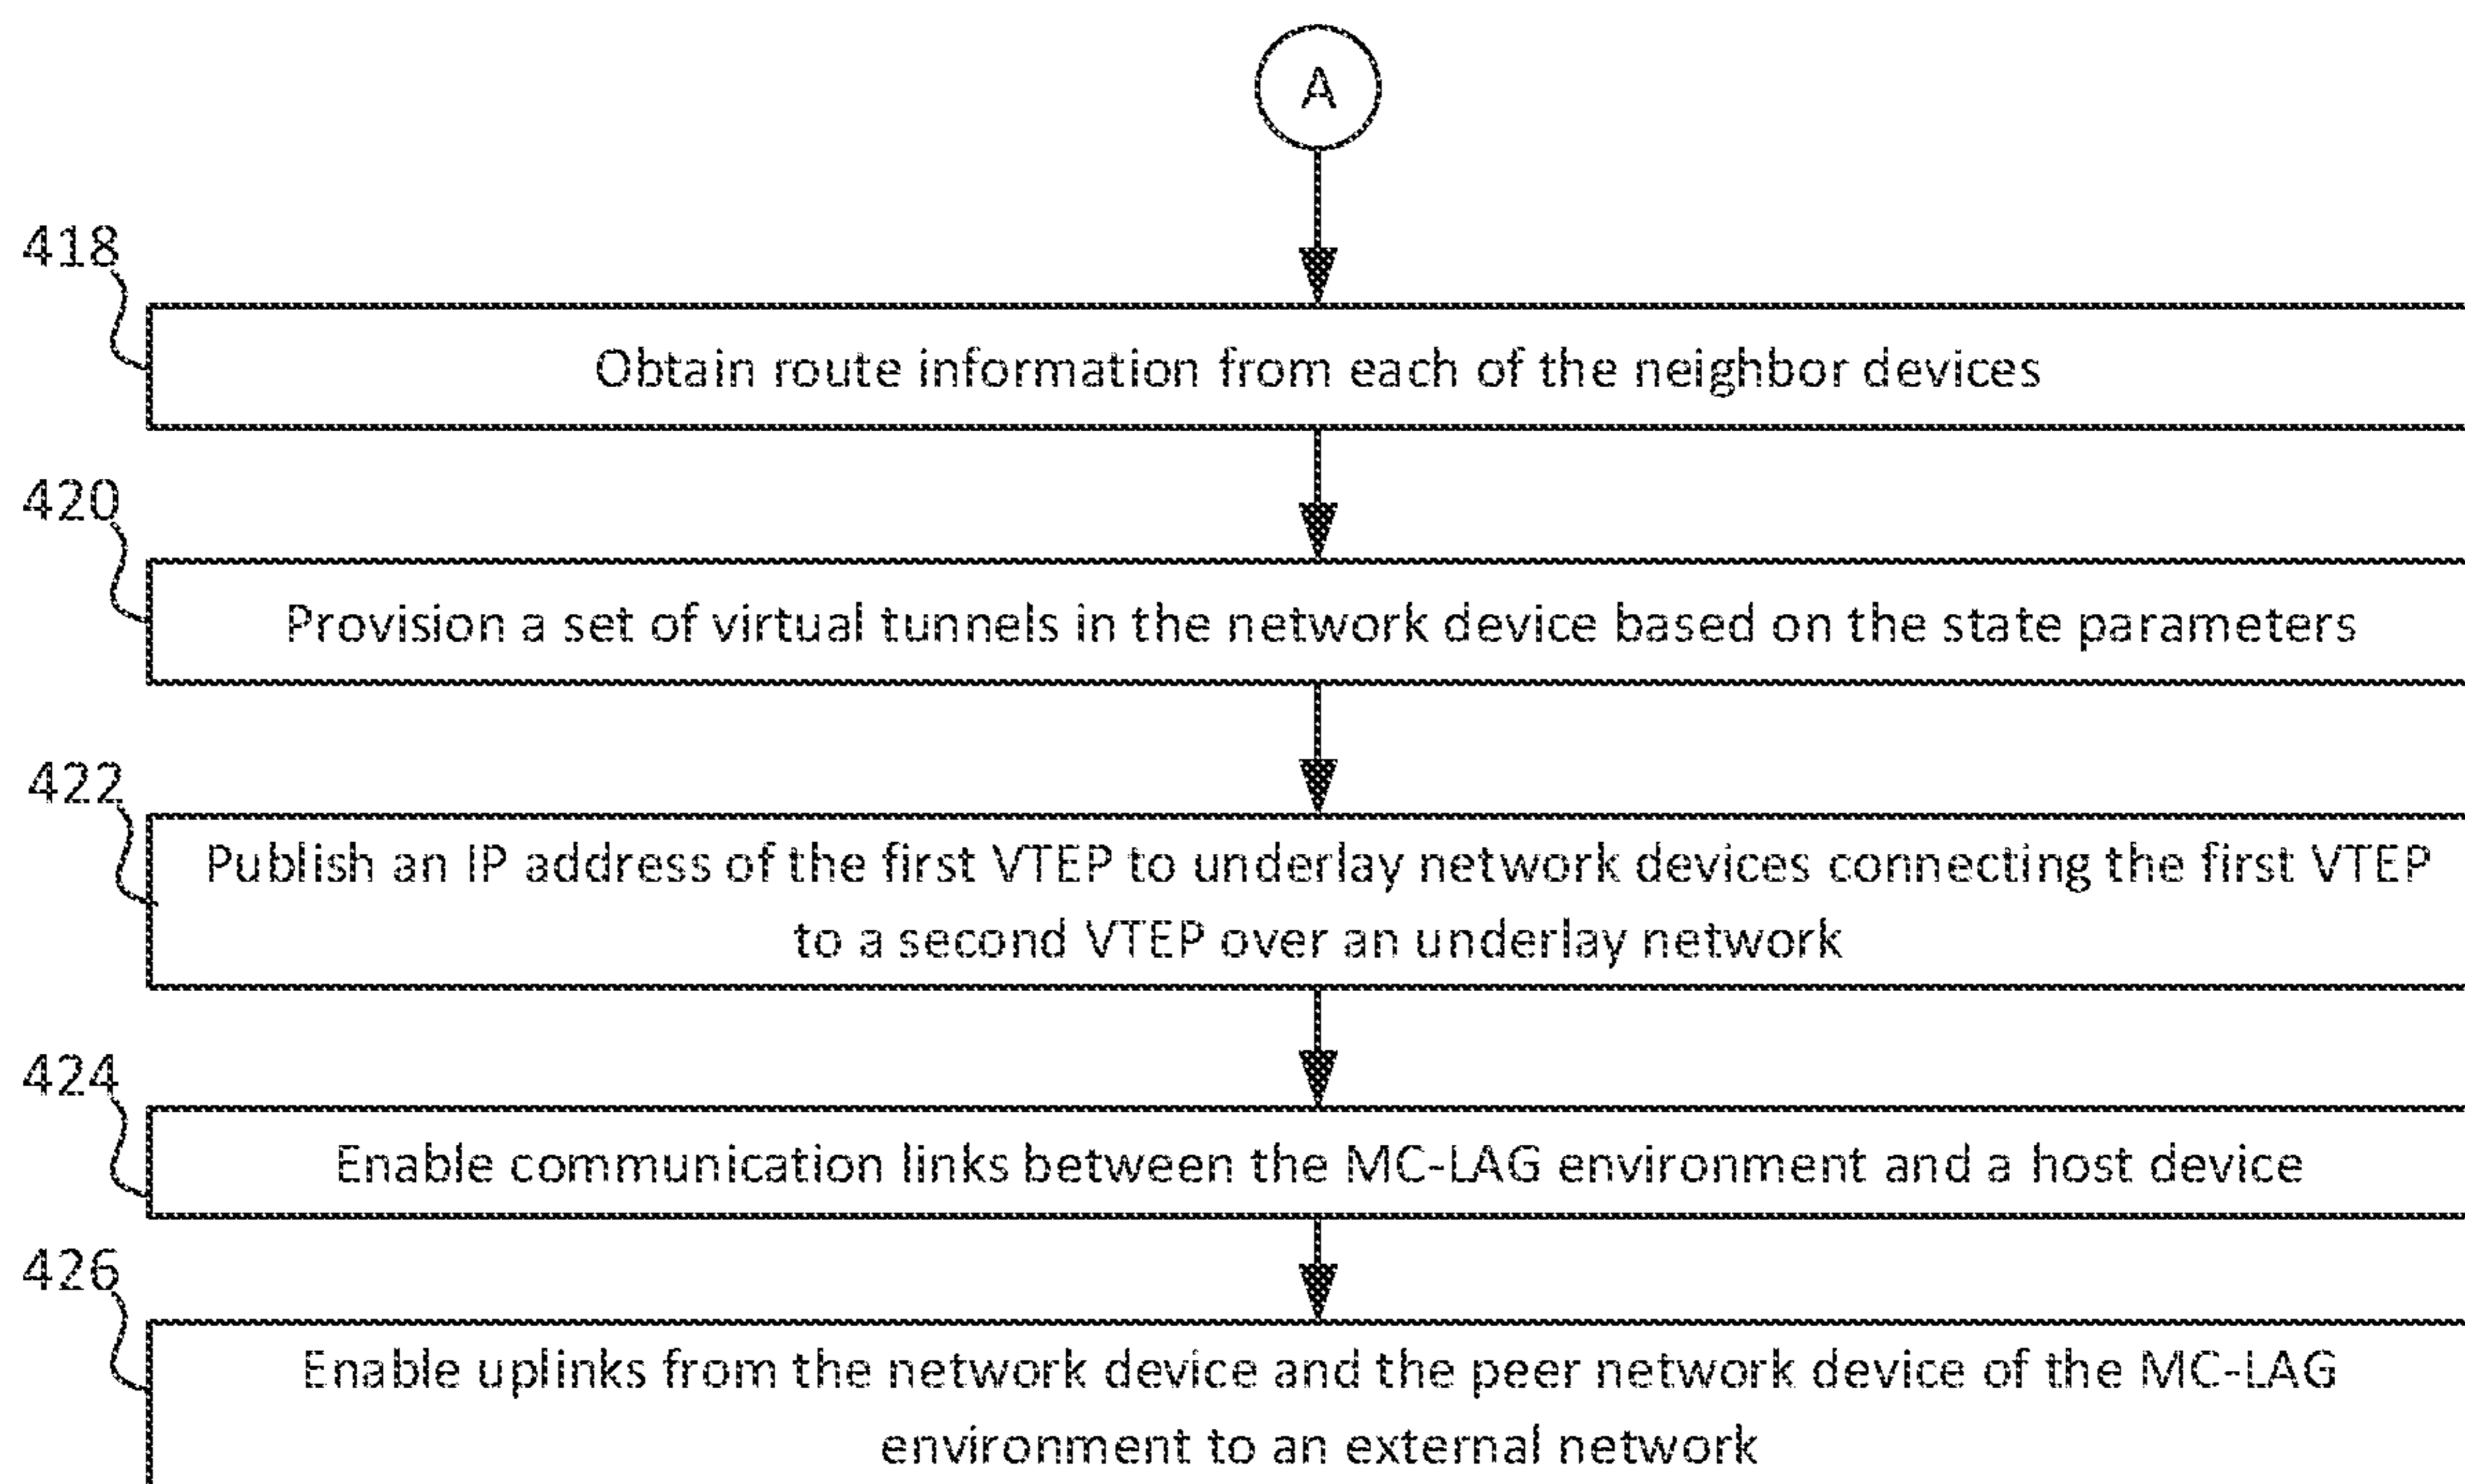 A
418
Obtain route information from each of the neighbor devices
420
Provision a set of virtual tunnels in the network device based on the state parameters
422
Publish an IP address of the first VTEP to underlay network devices connecting the first VTEP
to a second VTEP over an underlay network
424
Enable communication links between the MC-LAG environment and a host device
426
Enable uplinks from the network device and the peer network device of the MC-LAG
environment to an external network